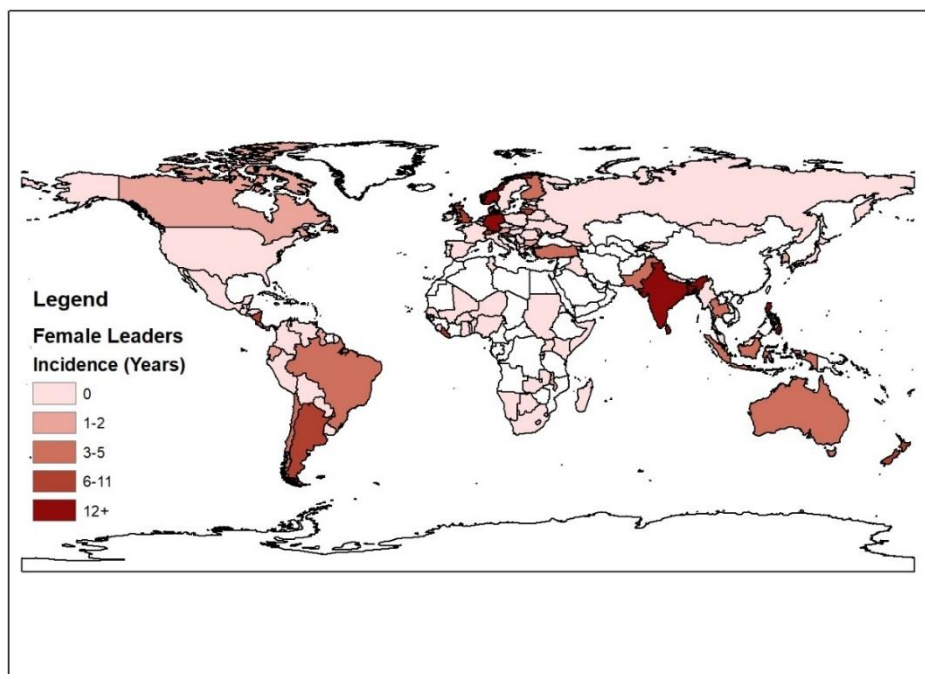 Legend
Female Leaders
Incidence (Years)
0
1-2
3-5
6-11
12+